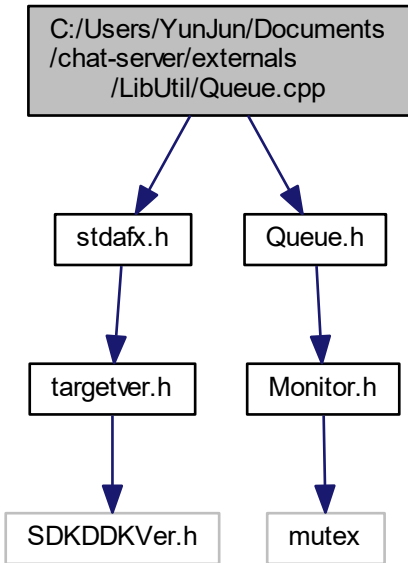 C:/Users/YunJun/Documents
/chat-server/externals
/LibUtil/Queue.cpp
stdafx.h
Queue.h
targetver.h
Monitor.h
SDKDDKVer.h
mutex